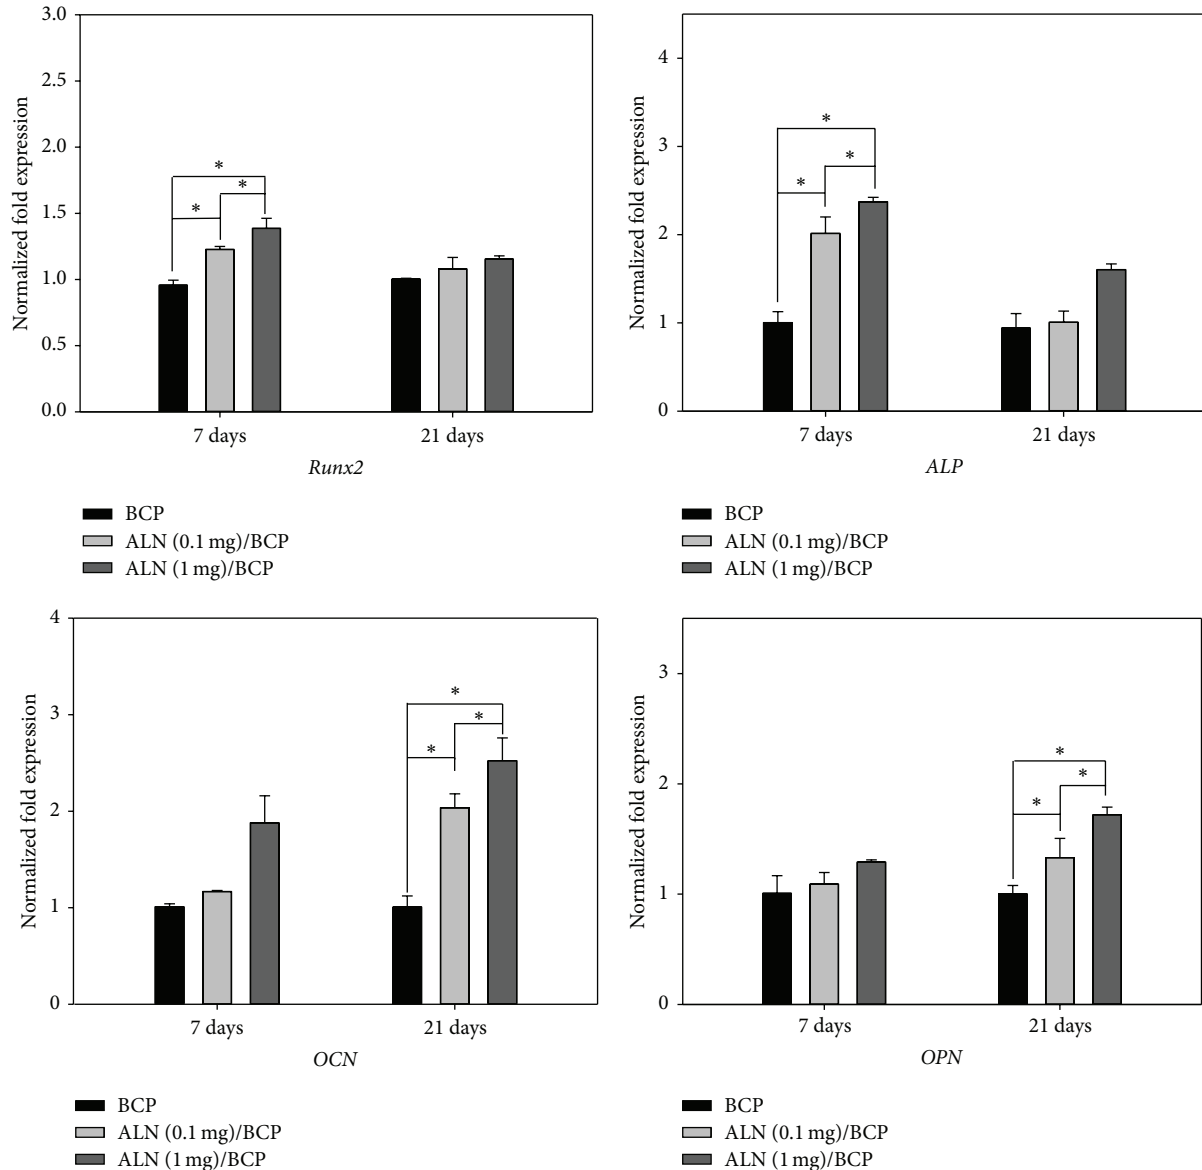 Normalized fold expression
3.0
2.5
2.0
1.5
1.0
0.5
0.0
*
*
*
7 days
21 days
Runx2
BCP
ALN (0.1 mg)/BCP
ALN (1 mg)/BCP
Normalized fold expression
4
3
2
1
0
*
*
*
7 days
21 days
ALP
BCP
ALN (0.1 mg)/BCP
ALN (1 mg)/BCP
Normalized fold expression
4
3
2
1
0
*
*
*
7 days
21 days
OCN
BCP
ALN (0.1 mg)/BCP
ALN (1 mg)/BCP
Normalized fold expression
3
2
1
0
*
*
*
7 days
21 days
OPN
BCP
ALN (0.1 mg)/BCP
ALN (1 mg)/BCP